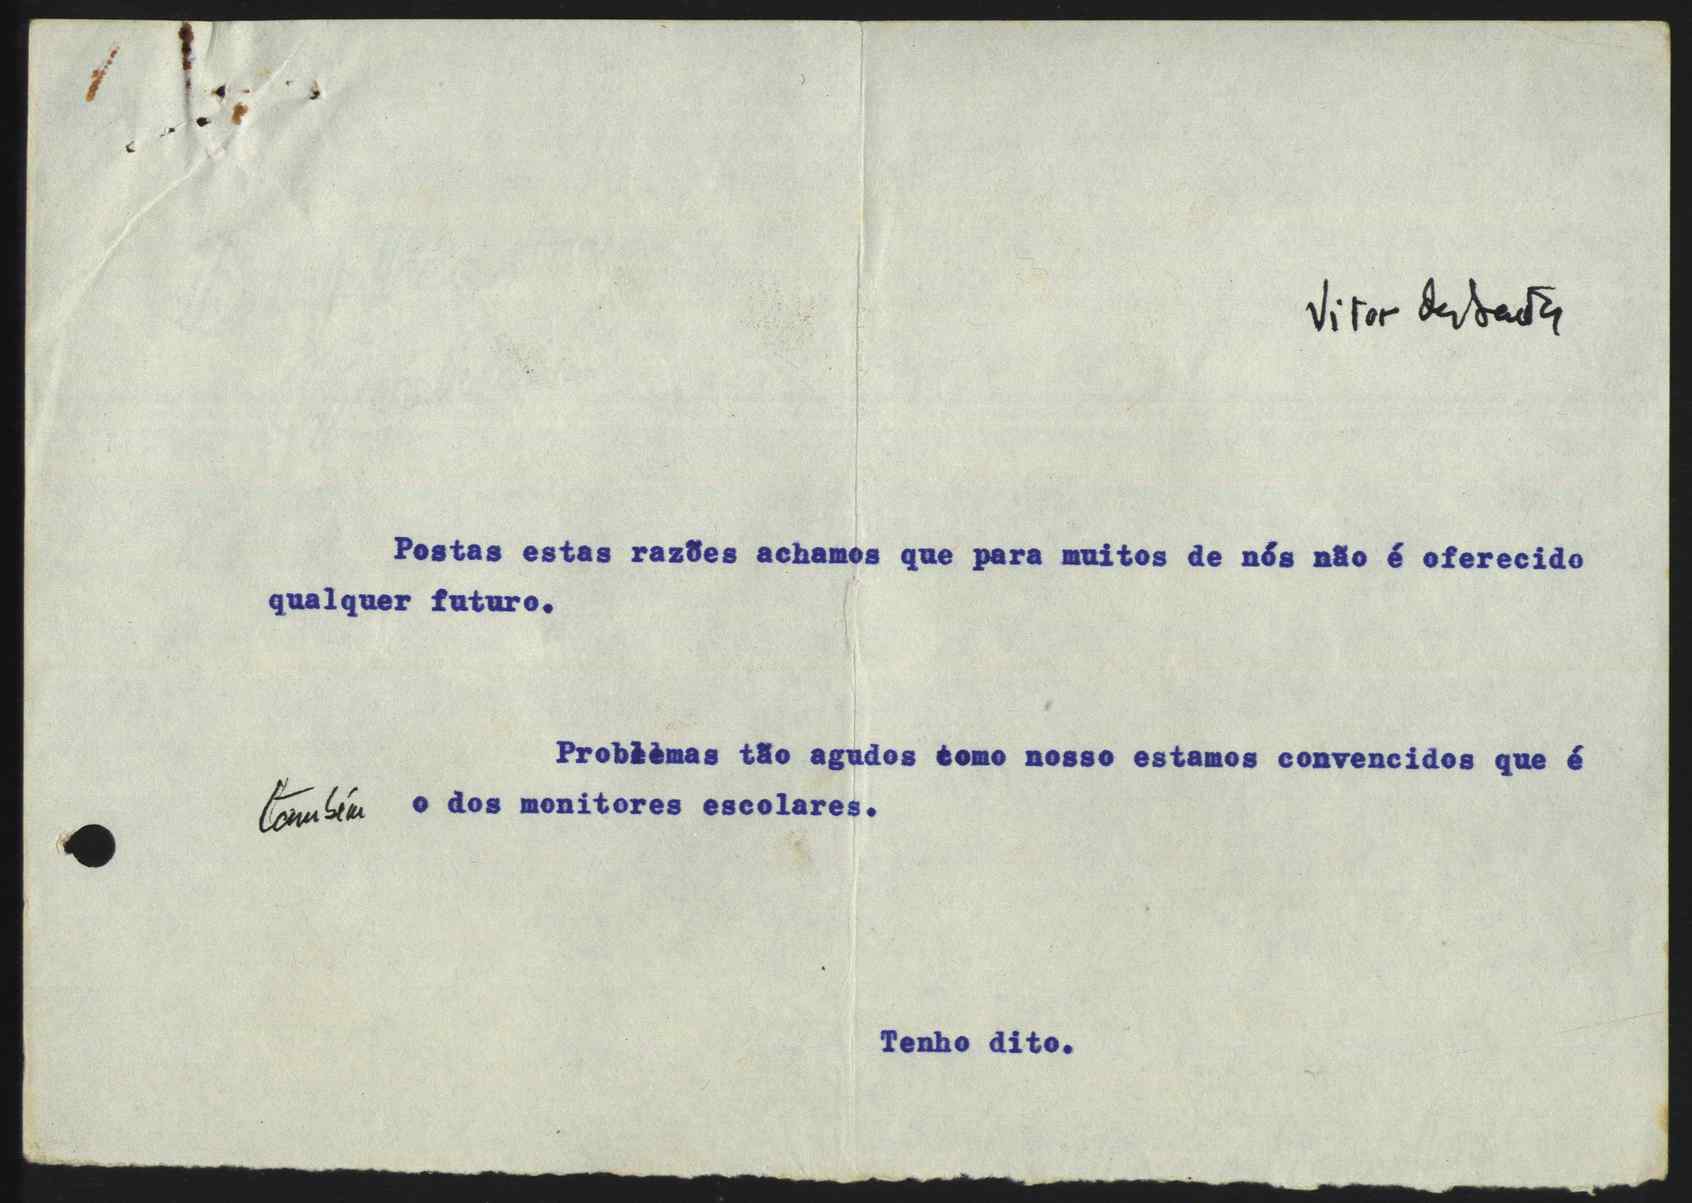 Vitor
Postas estas razões achamos que para muitos de nós não é oferecido
qualquer futuro.
Problèmas tão agudos como nosso estamos convencidos que é
também o dos monitores escolares.
Tenho dito.